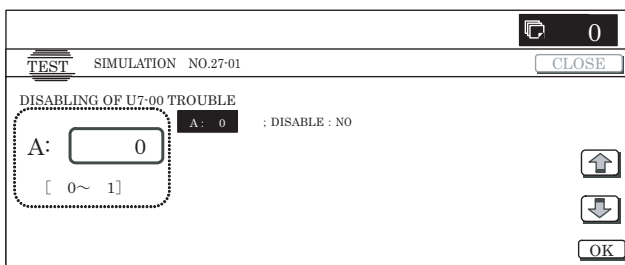 0
TEST SIMULATION NO.27-01 CLOSE
DISABLING OF U7-00 TROUBLE
A: 0 ; DISABLE : NO
A: 0
[ 0～ 1]
OK